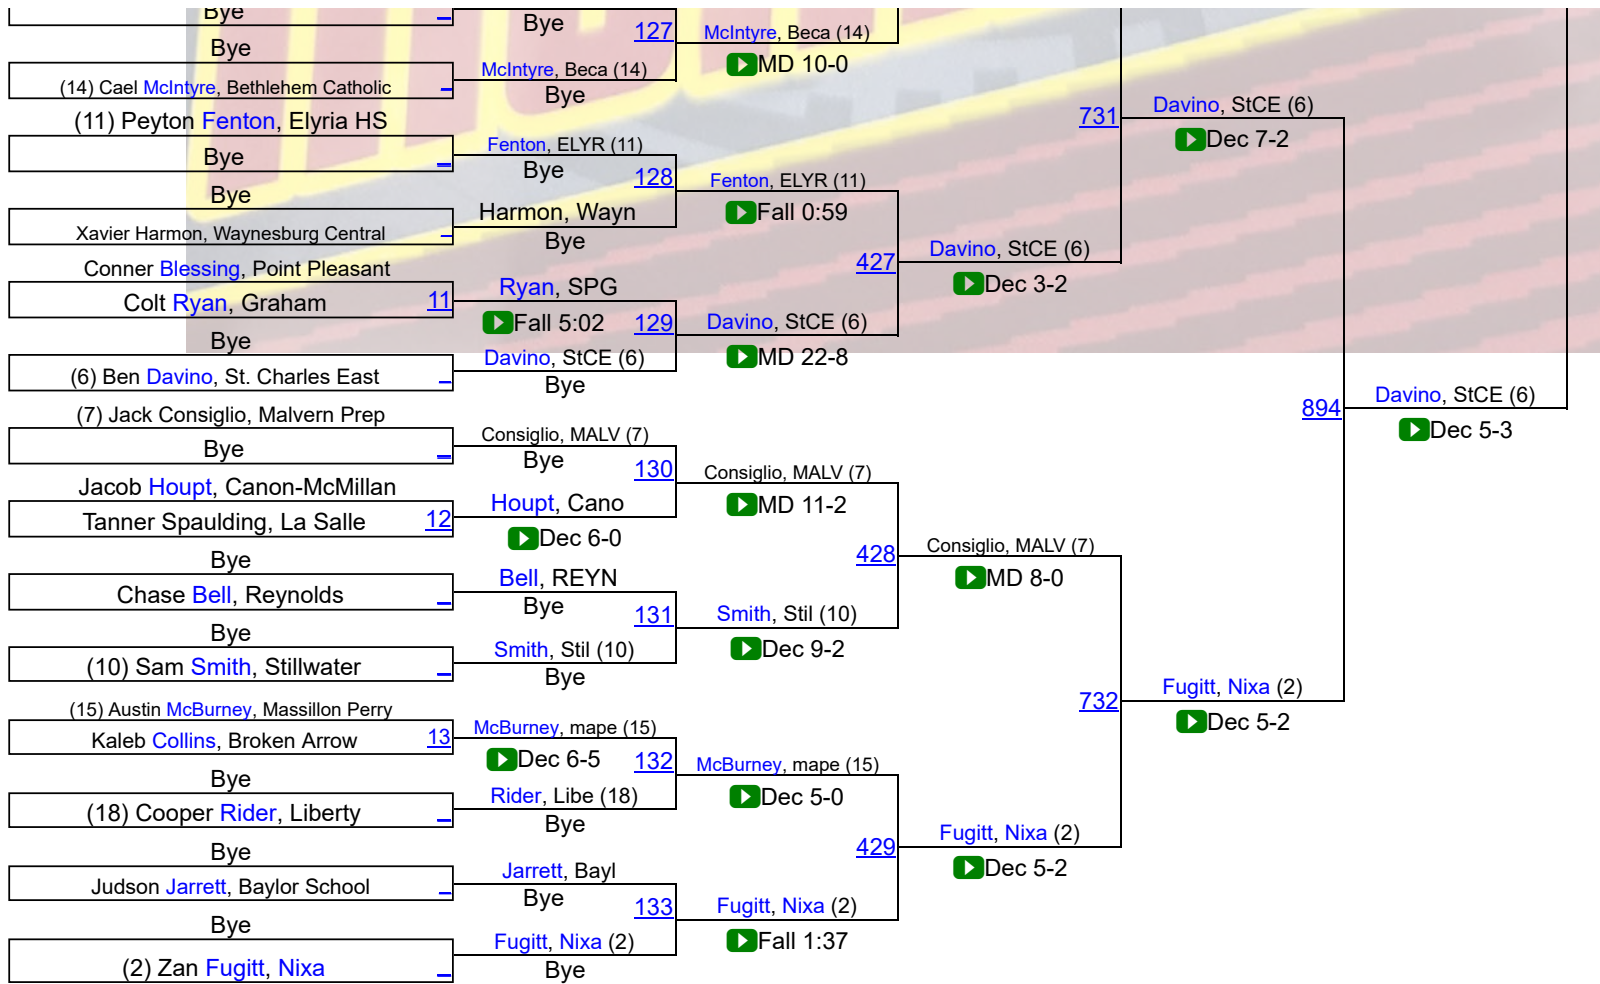 Bye
Bye
(14) Cael McIntyre, Bethlehem Catholic
(11) Peyton Fenton, Elyria HS
Bye
Bye
Xavier Harmon, Waynesburg Central
Conner Blessing, Point Pleasant
Colt Ryan, Graham
11
Bye
(6) Ben Davino, St. Charles East
(7) Jack Consiglio, Malvern Prep
Bye
Jacob Houpt, Canon-McMillan
Tanner Spaulding, La Salle
12
Bye
Chase Bell, Reynolds
Bye
(10) Sam Smith, Stillwater
(15) Austin McBurney, Massillon Perry
Kaleb Collins, Broken Arrow
13
Bye
(18) Cooper Rider, Liberty
Bye
Judson Jarrett, Baylor School
Bye
(2) Zan Fugitt, Nixa
Bye
127
McIntyre, Beca (14)
Bye
Fenton, ELYR (11)
Bye
128
Harmon, Wayn
Bye
Ryan, SPG
Fall 5:02
129
Davino, StCE (6)
Bye
Consiglio, MALV (7)
Bye
130
Houpt, Cano
Dec 6-0
Bell, REYN
Bye
131
Smith, Stil (10)
Bye
McBurney, mape (15)
Dec 6-5
132
Rider, Libe (18)
Bye
Jarrett, Bayl
Bye
133
Fugitt, Nixa (2)
Bye
McIntyre, Beca (14)
MD 10-0
Fenton, ELYR (11)
Fall 0:59
427
Davino, StCE (6)
MD 22-8
Consiglio, MALV (7)
MD 11-2
428
Smith, Stil (10)
Dec 9-2
McBurney, mape (15)
Dec 5-0
429
Fugitt, Nixa (2)
Fall 1:37
731
Davino, StCE (6)
Dec 3-2
Consiglio, MALV (7)
MD 8-0
732
Fugitt, Nixa (2)
Dec 5-2
Davino, StCE (6)
Dec 7-2
894
Fugitt, Nixa (2)
Dec 5-2
Davino, StCE (6)
Dec 5-3